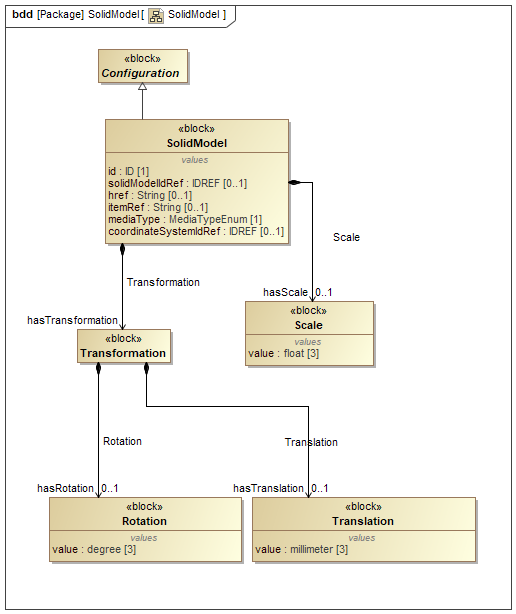 bdd [Package] SolidModel [ SolidModel ]
«block»
Configuration
«block»
SolidModel
values
id : ID [1]
solidModelIdRef : IDREF [0..1]
href : String [0..1]
itemRef : String [0..1]
mediaType : MediaTypeEnum [1]
coordinateSystemIdRef : IDREF [0..1]
Scale
Transformation
hasScale 0..1
hasTransformation
«block»
Scale
values
value : float [3]
«block»
Transformation
Rotation
Translation
hasRotation 0..1
hasTranslation 0..1
«block»
Rotation
values
value : degree [3]
«block»
Translation
values
value : millimeter [3]